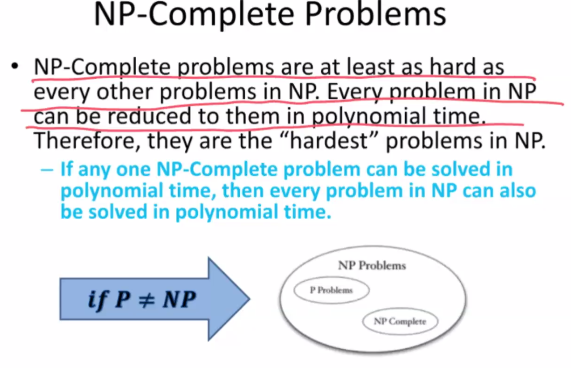 NP-Complete Problems
• NP-Complete problems are at least as hard as
every other problems in NP. Every problem in NP
can be reduced to them in polynomial time.
Therefore, they are the “hardest” problems in NP.
– If any one NP-Complete problem can be solved in
polynomial time, then every problem in NP can also
be solved in polynomial time.
if P ≠ NP
NP Problems
P Problems
NP Complete